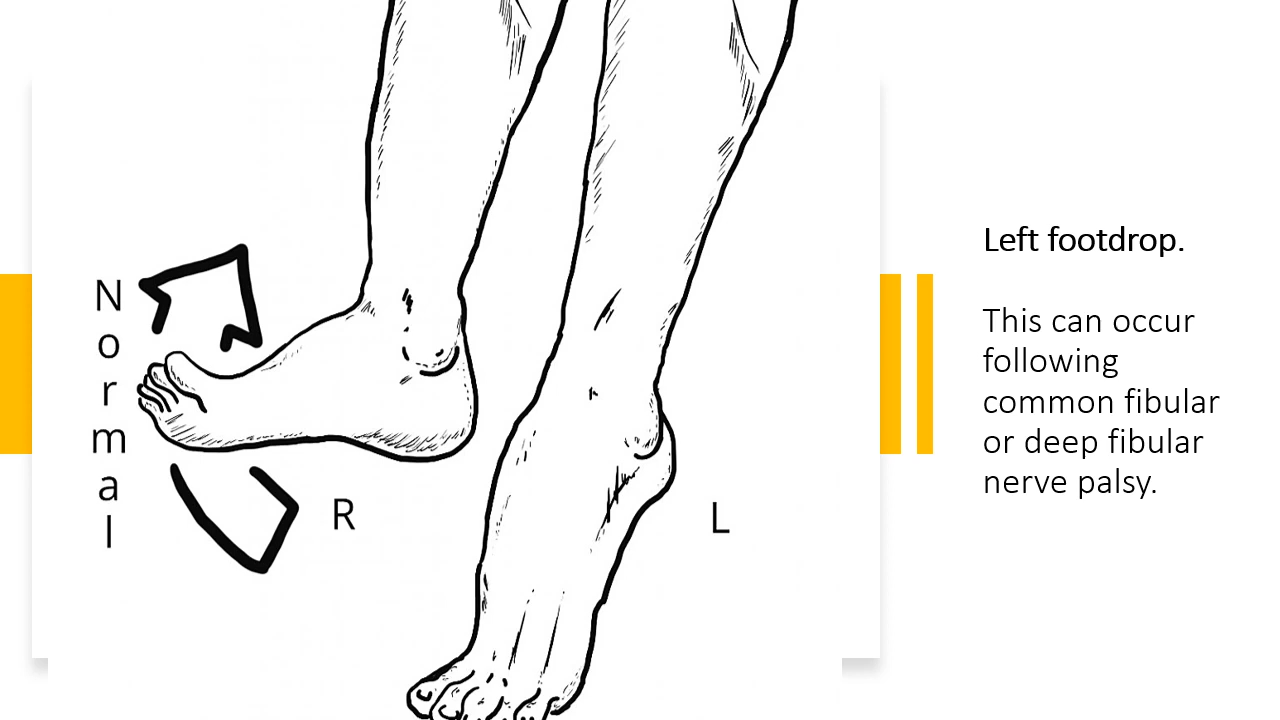 Normal
R
L
Left footdrop.
This can occur
following
common fibular
or deep fibular
nerve palsy.